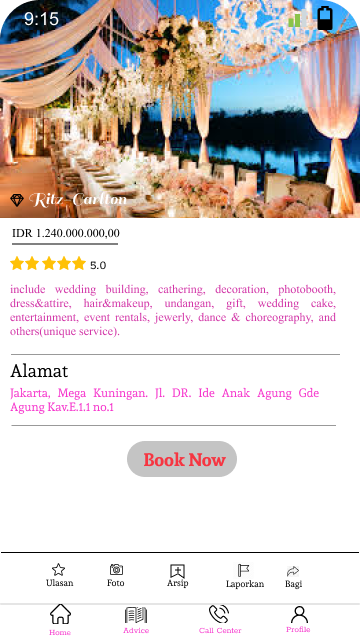 9:15
Ritz Carlton
IDR 1.240.000.000,00
5.0
include wedding building, cathering, decoration, photobooth,
dress&attire, hair&makeup, undangan, gift, wedding cake,
entertainment, event rentals, jewerly, dance & choreography, and
others(unique service).
Alamat
Jakarta, Mega Kuningan. Jl. DR. Ide Anak Agung Gde
Agung Kav.E.1.1 no.1
Book Now
Ulasan Foto Arsip Laporkan Bagi
Home Advice Call Center Profile